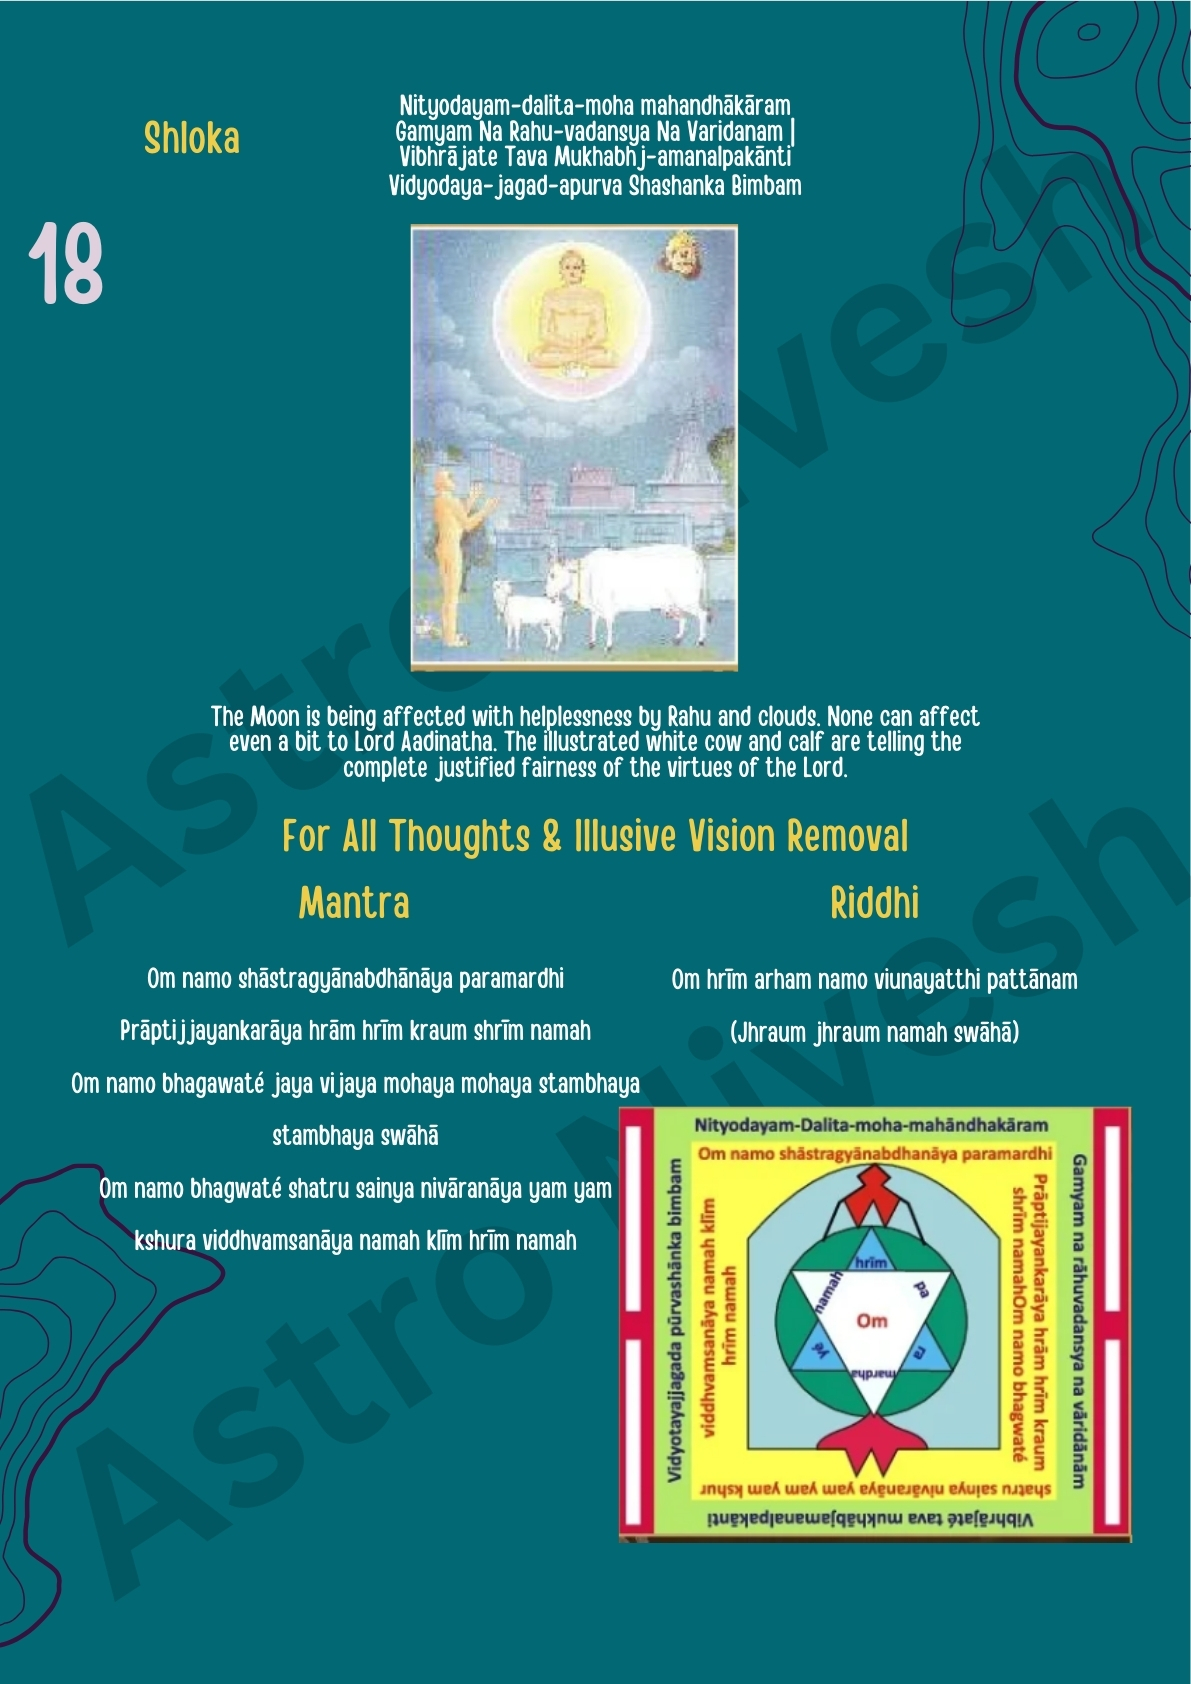 Shloka
18
Nityodayam-dalita-moha mahandhākāram
Gamyam Na Rahu-vadansya Na Varidanam |
Vibhrājate Tava Mukhabhj-amanalpakānti
Vidyodaya-jagad-apurva Shashanka Bimbam
The Moon is being affected with helplessness by Rahu and clouds. None can affect
even a bit to Lord Aadinatha. The illustrated white cow and calf are telling the
complete justified fairness of the virtues of the Lord.
For All Thoughts & Illusive Vision Removal
Mantra
Om namo shāstragyānabdhānāya paramardhi
Prāptijjayankarāya hrām hrīm kraum shrīm namah
Om namo bhagawaté jaya vijaya mohaya mohaya stambhaya
stambhaya swāhā
Om namo bhagwaté shatru sainya nivāranāya yam yam
kshura viddhvamsanāya namah klīm hrīm namah
Riddhi
Om hrīm arham namo viunayatthi pattānam
(Jhraum jhraum namah swāhā)
Nityodayam-Dalita-moha-mahāndhakāram
Gamyam na rāhuvadansya na vāridānām
Vibhrājaté tava mukhābjamanalpakānti
Vidyotayajjagada pūrvashānka bimbam
Om namo shāstragyānabdhanāya paramardhi
Prāptijayankarāya hrām hrīm kraum
shrīm namahOm namo bhagwaté
shatru sainya nivāranāya yam yam kshur
viddhvamsanāya namah klīm
hrīm namah
hrīm
pa
ra
mardha
yé
namah
Om
Astro Nivesh
Astro Nivesh